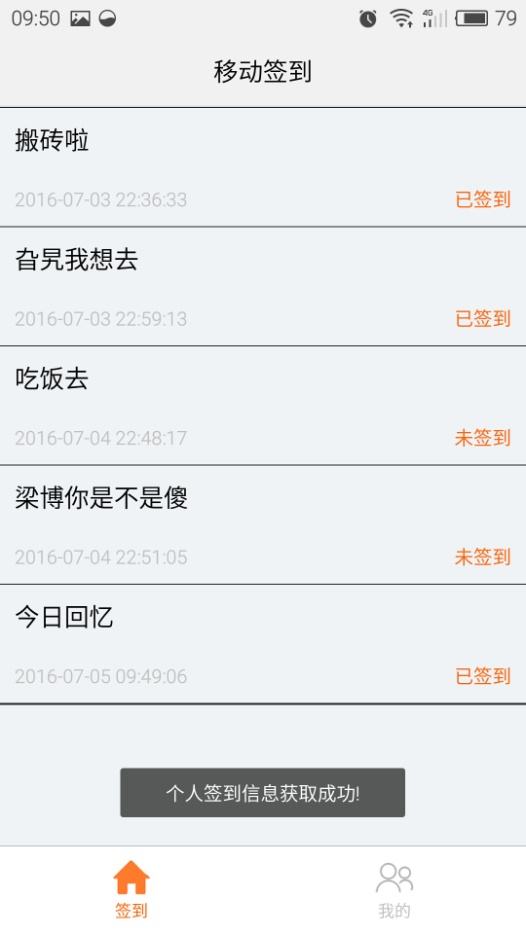 09:50
4G
79
移动签到
搬砖啦
2016-07-03 22:36:33
已签到
旮旯我想去
2016-07-03 22:59:13
已签到
吃饭去
2016-07-04 22:48:17
未签到
梁博你是不是傻
2016-07-04 22:51:05
未签到
今日回忆
2016-07-05 09:49:06
已签到
个人签到信息获取成功!
签到
我的